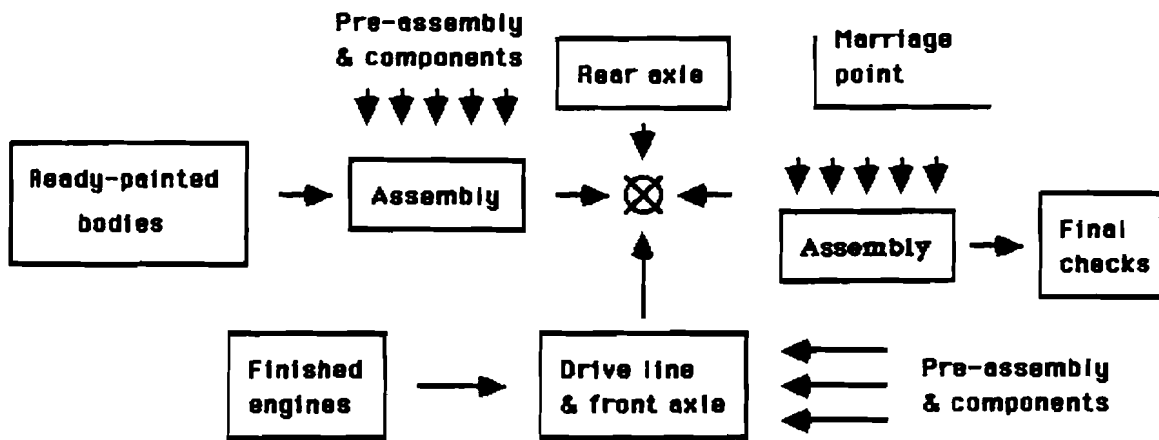 Pre-assembly
& components
Rear axle
Marriage
point
Ready-painted
bodies
Assembly
Assembly
Final
checks
Finished
engines
Drive line
& front axle
Pre-assembly
& components